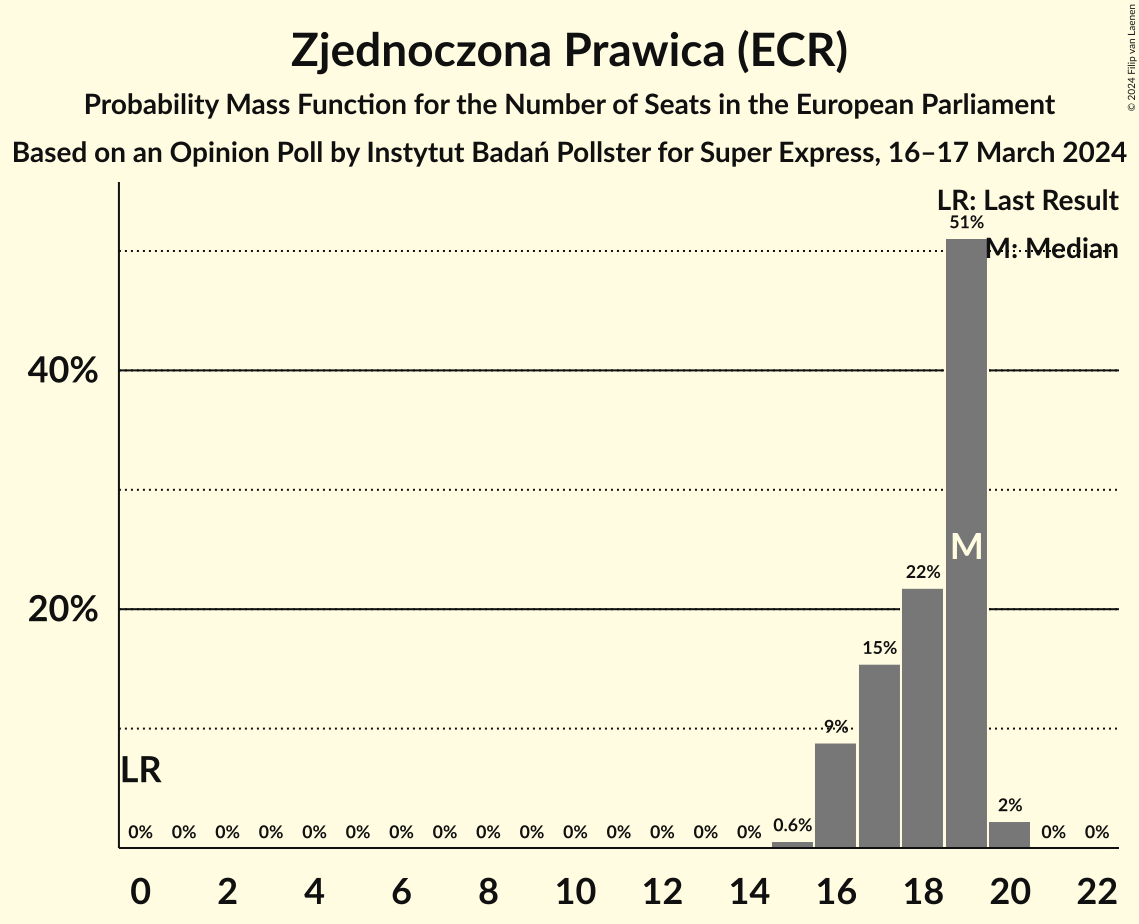 Zjednoczona Prawica (ECR)
Probability Mass Function for the Number of Seats in the European Parliament
Based on an Opinion Poll by Instytut Badań Pollster for Super Express, 16–17 March 2024
© 2024 Filip van Laenen
LR: Last Result
51%
M: Median
40%
M
22%
20%
15%
9%
LR
2%
0.6%
0% 0% 0% 0% 0% 0% 0% 0% 0% 0% 0% 0% 0% 0% 0% 0% 0%
0 2 4 6 8 10 12 14 16 18 20 22